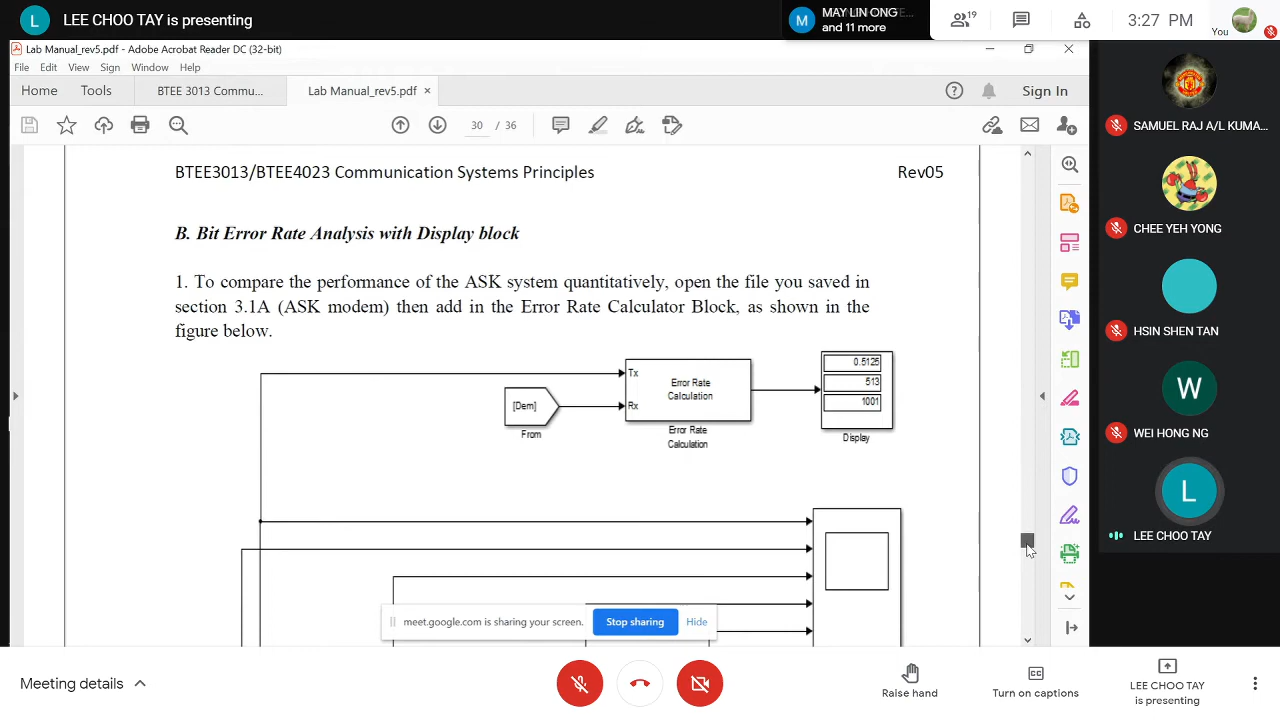 L LEE CHOO TAY is presenting
M MAY LIN ONG TE...
and 11 more
19
3:27 PM
You
Lab Manual_rev5.pdf - Adobe Acrobat Reader DC (32-bit)
File Edit View Sign Window Help
Home Tools BTEE 3013 Commu... Lab Manual_rev5.pdf × Sign In
30 / 36
BTEE3013/BTEE4023 Communication Systems Principles Rev05
B. Bit Error Rate Analysis with Display block
1. To compare the performance of the ASK system quantitatively, open the file you saved in
section 3.1A (ASK modem) then add in the Error Rate Calculator Block, as shown in the
figure below.
Tx
Rx
Error Rate
Calculation
Error Rate
Calculation
[Dem]
From
0.5125
513
1001
Display
meet.google.com is sharing your screen. Stop sharing Hide
SAMUEL RAJ A/L KUMA...
CHEE YEH YONG
HSIN SHEN TAN
W
WEI HONG NG
L
LEE CHOO TAY
Meeting details
Raise hand
CC
Turn on captions
LEE CHOO TAY
is presenting